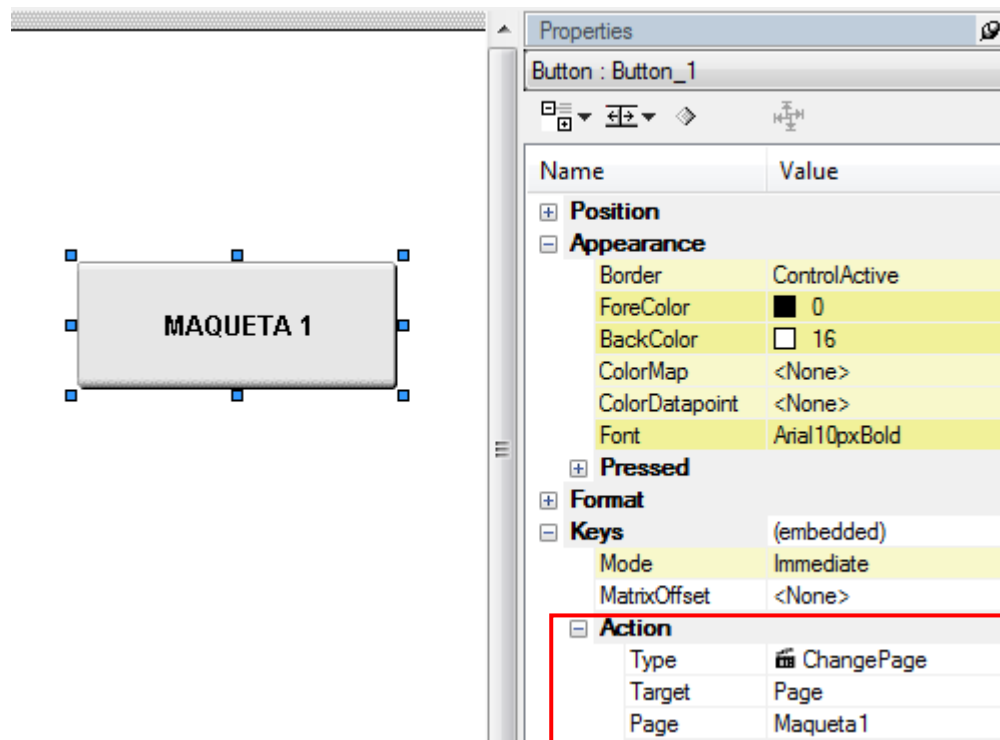 Properties
Button : Button_1
Name Value
Position
Appearance
Border ControlActive
ForeColor 0
BackColor 16
ColorMap <None>
ColorDatapoint <None>
Font Arial10pxBold
Pressed
Format
Keys (embedded)
Mode Immediate
MatrixOffset <None>
Action
Type ChangePage
Target Page
Page Maqueta1
MAQUETA 1